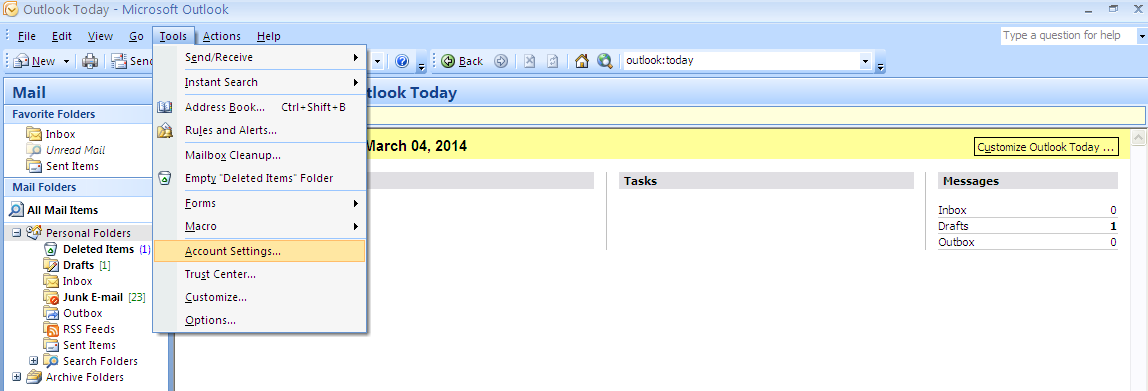 Outlook Today - Microsoft Outlook
File Edit View Go Tools Actions Help
Type a question for help
New Send Back outlook:today
Mail
Favorite Folders
Inbox
Unread Mail
Sent Items
Mail Folders
All Mail Items
Personal Folders
Deleted Items (1)
Drafts [1]
Inbox
Junk E-mail [23]
Outbox
RSS Feeds
Sent Items
Search Folders
Archive Folders
Send/Receive
Instant Search
Address Book... Ctrl+Shift+B
Rules and Alerts...
Mailbox Cleanup...
Empty "Deleted Items" Folder
Forms
Macro
Account Settings...
Trust Center...
Customize...
Options...
Today
March 04, 2014
Customize Outlook Today ...
Tasks
Messages
Inbox 0
Drafts 1
Outbox 0